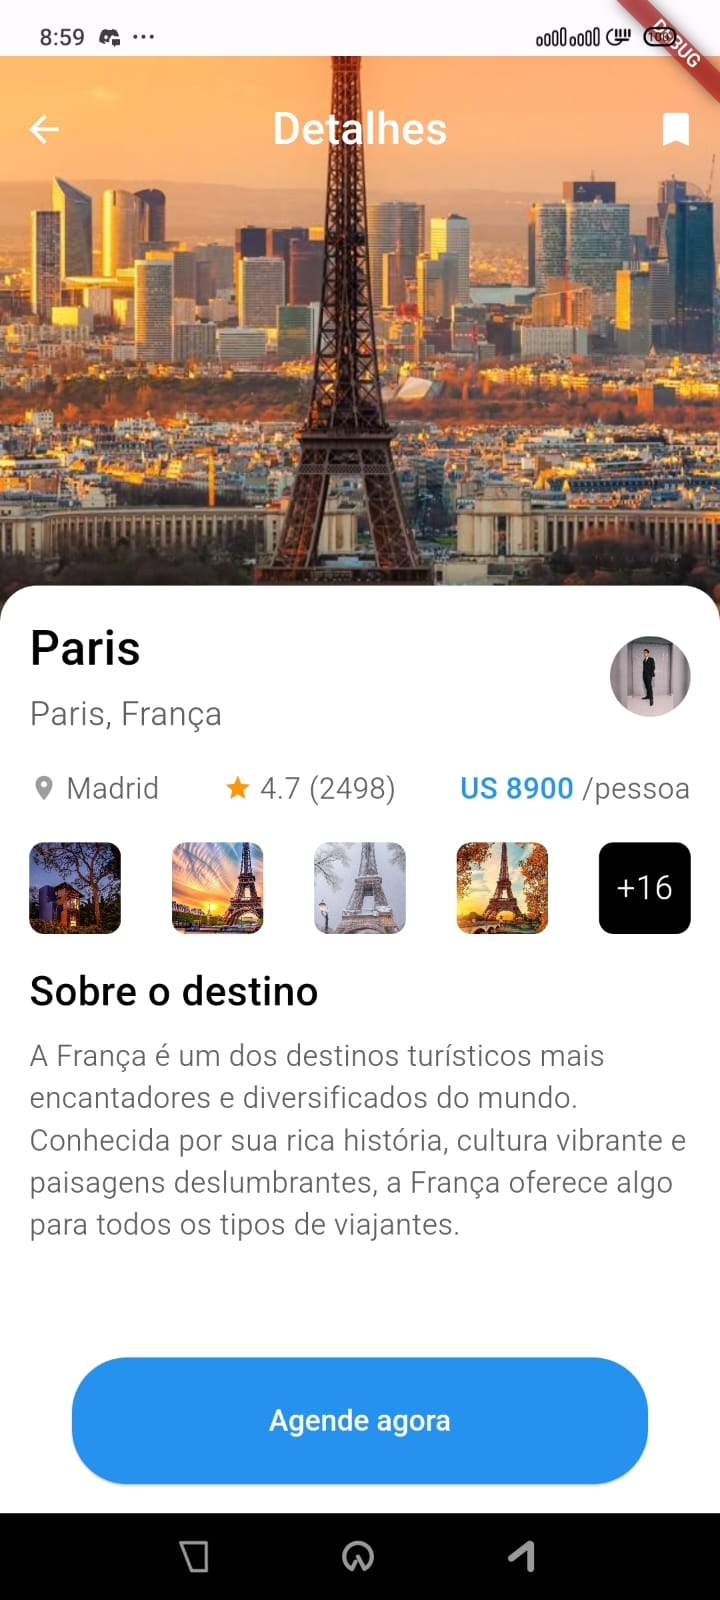 8:59
100
DEBUG
Detalhes
Paris
Paris, França
Madrid
4.7 (2498)
US 8900 /pessoa
+16
Sobre o destino
A França é um dos destinos turísticos mais
encantadores e diversificados do mundo.
Conhecida por sua rica história, cultura vibrante e
paisagens deslumbrantes, a França oferece algo
para todos os tipos de viajantes.
Agende agora